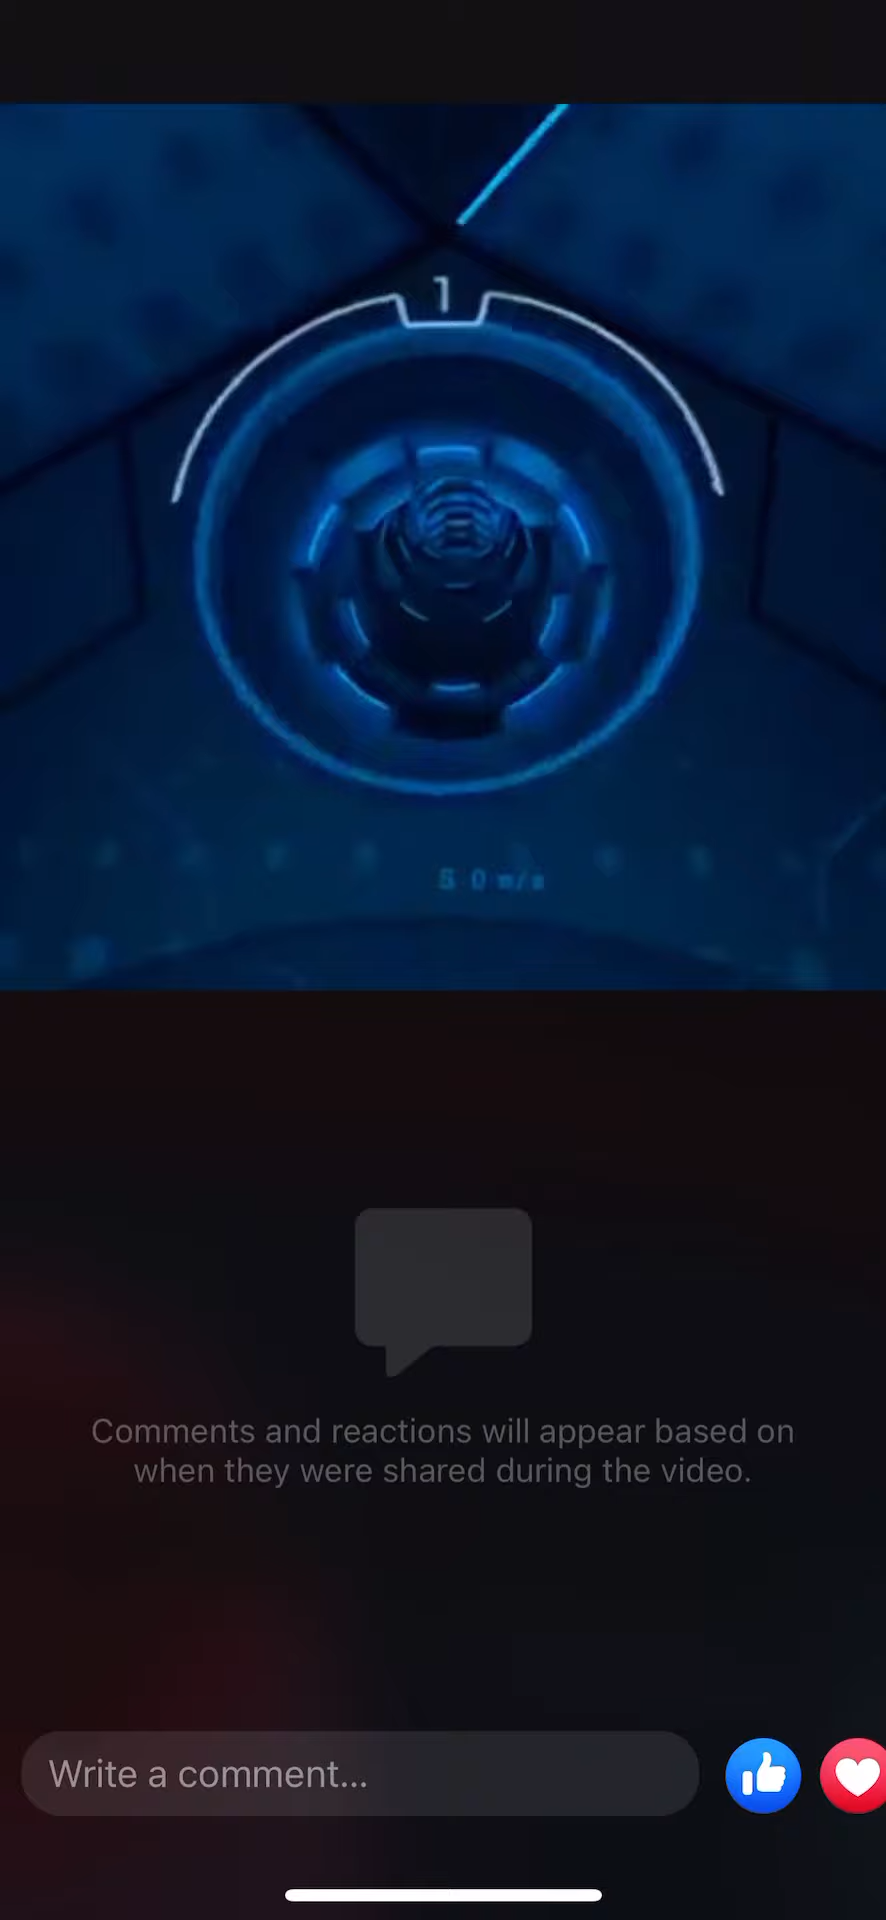 1
5 0 m/s
Comments and reactions will appear based on
when they were shared during the video.
Write a comment...